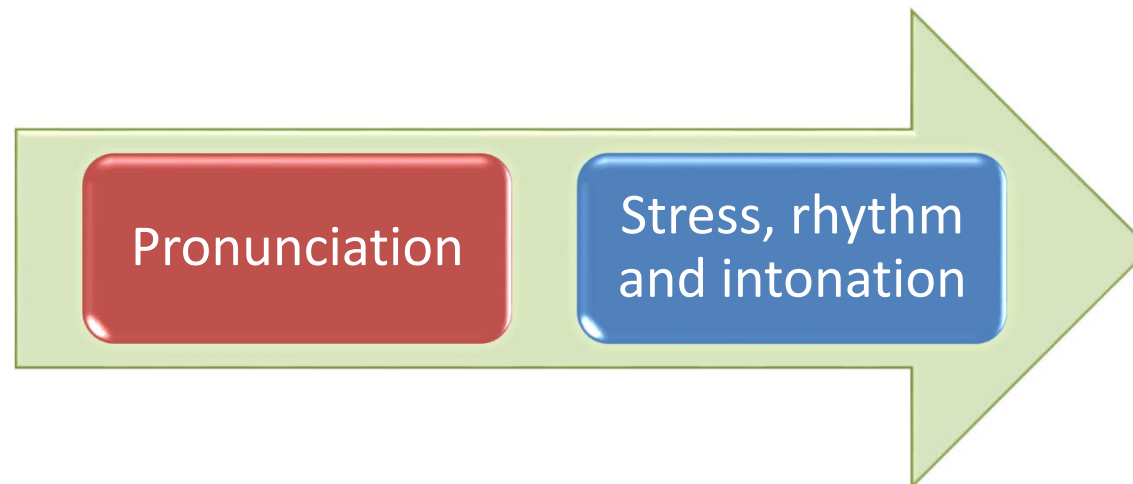 Pronunciation
Stress, rhythm
and intonation